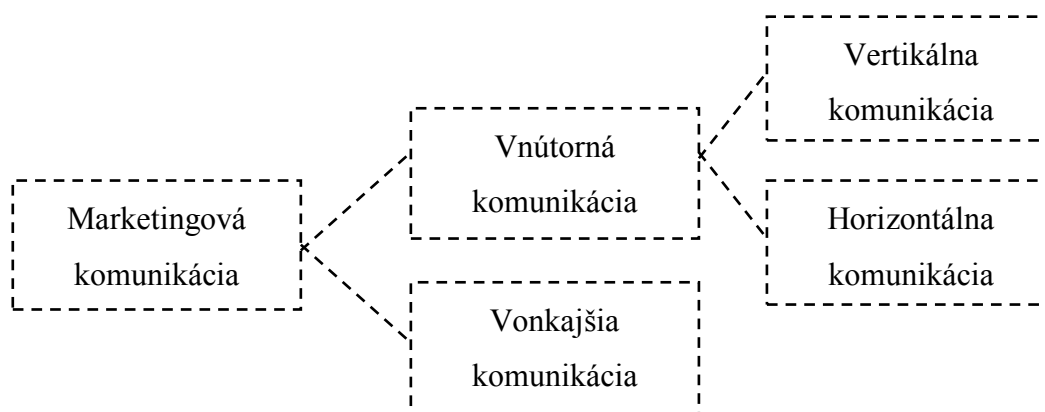 Marketingová
komunikácia
Vnútorná
komunikácia
Vonkajšia
komunikácia
Vertikálna
komunikácia
Horizontálna
komunikácia